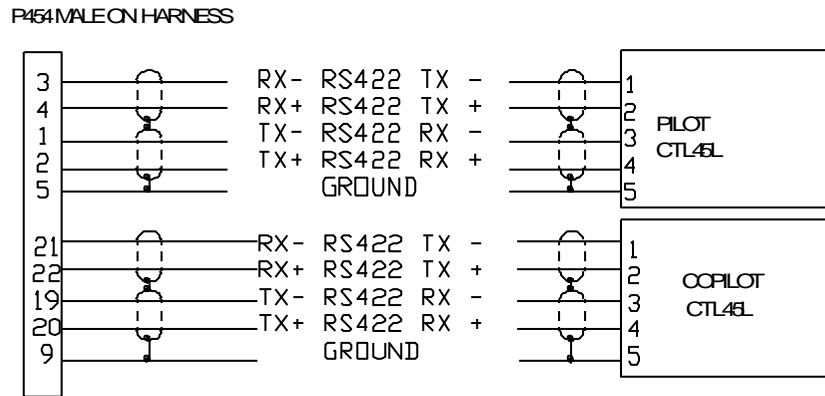 P454 MALE ON HARNESS
3 RX- RS422 TX - 1
4 RX+ RS422 TX + 2
1 TX- RS422 RX - 3
2 TX+ RS422 RX + 4
5 GROUND 5
PILOT
CTL45L
21 RX- RS422 TX - 1
22 RX+ RS422 TX + 2
19 TX- RS422 RX - 3
20 TX+ RS422 RX + 4
9 GROUND 5
COPILOT
CTL45L